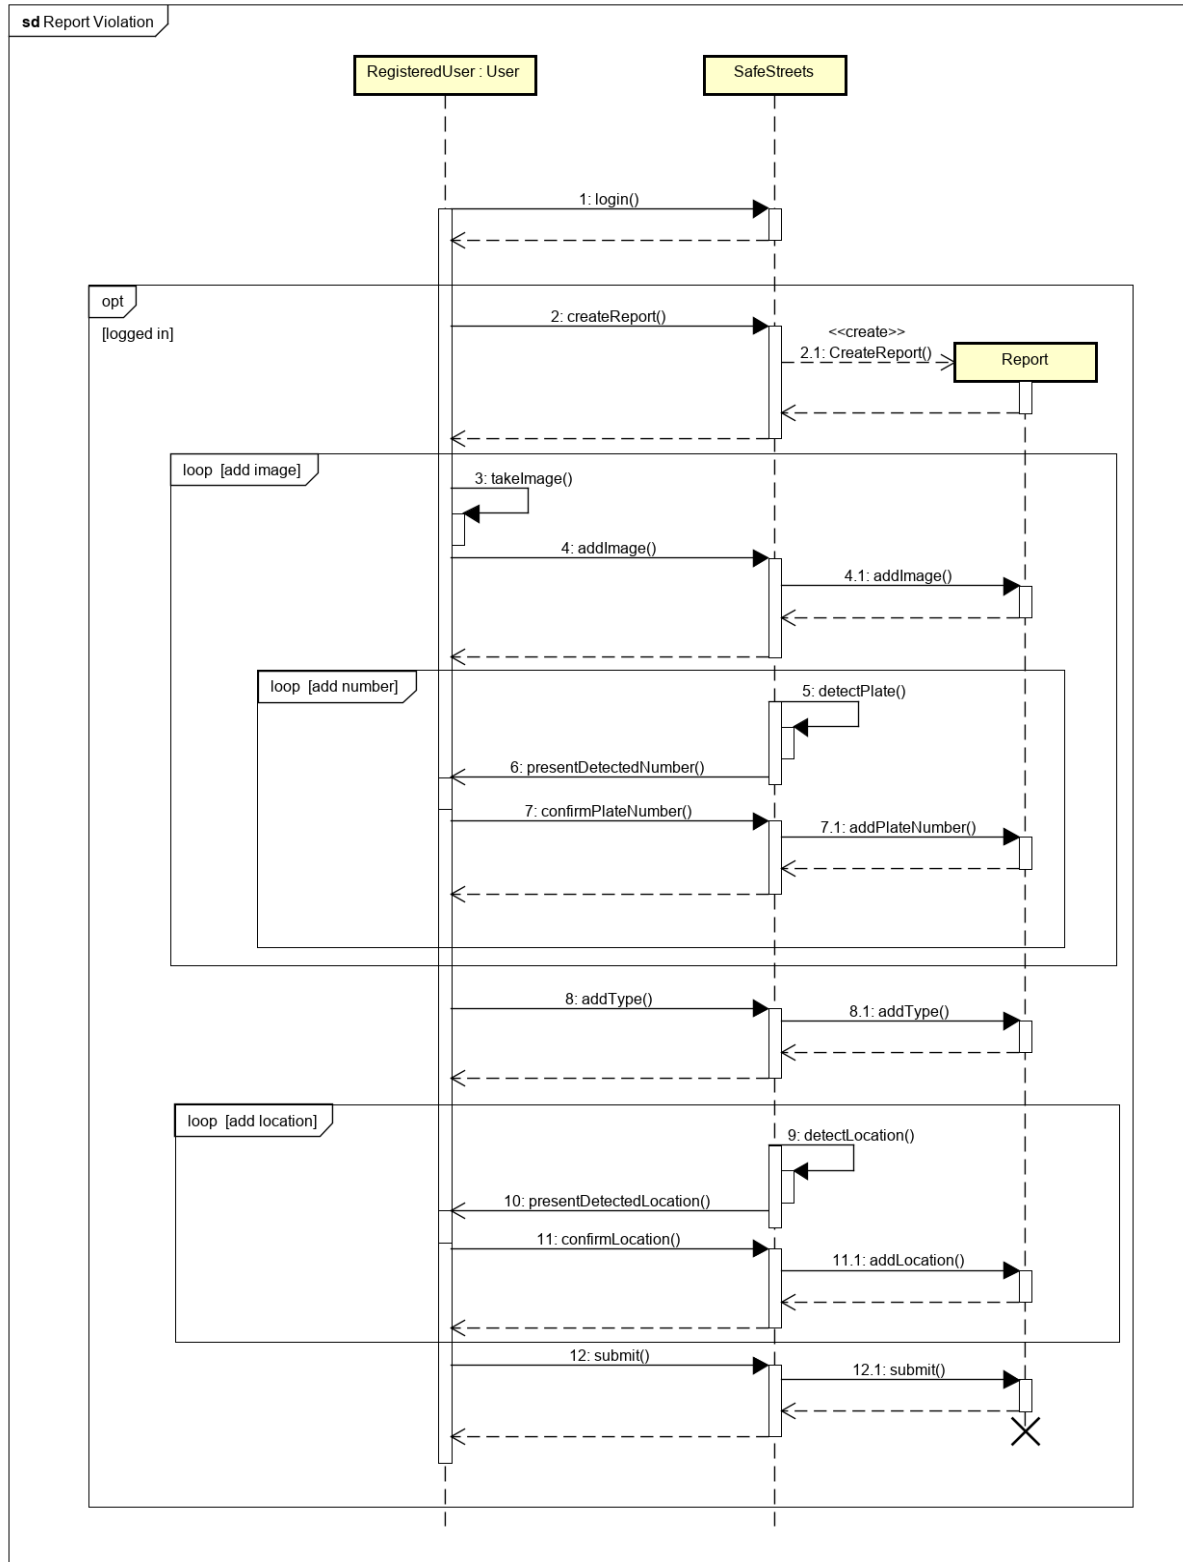 sd Report Violation
RegisteredUser : User
SafeStreets
1: login()
opt
[logged in]
2: createReport()
<<create>>
2.1: CreateReport()
Report
loop [add image]
3: takeImage()
4: addImage()
4.1: addImage()
loop [add number]
5: detectPlate()
6: presentDetectedNumber()
7: confirmPlateNumber()
7.1: addPlateNumber()
8: addType()
8.1: addType()
loop [add location]
9: detectLocation()
10: presentDetectedLocation()
11: confirmLocation()
11.1: addLocation()
12: submit()
12.1: submit()